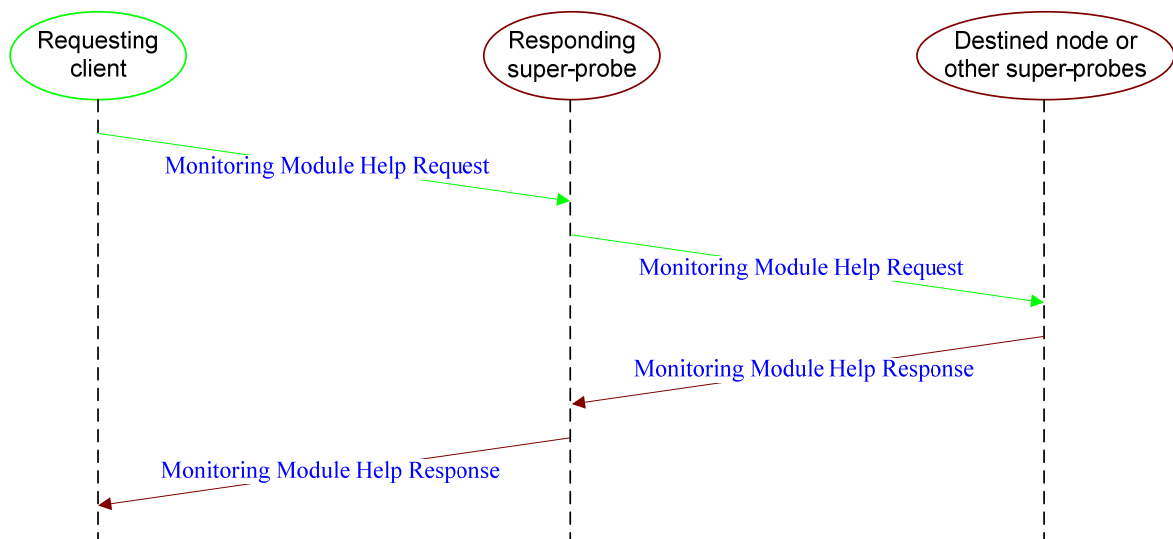 Requesting
client
Responding
super-probe
Destined node or
other super-probes
Monitoring Module Help Request
Monitoring Module Help Request
Monitoring Module Help Response
Monitoring Module Help Response